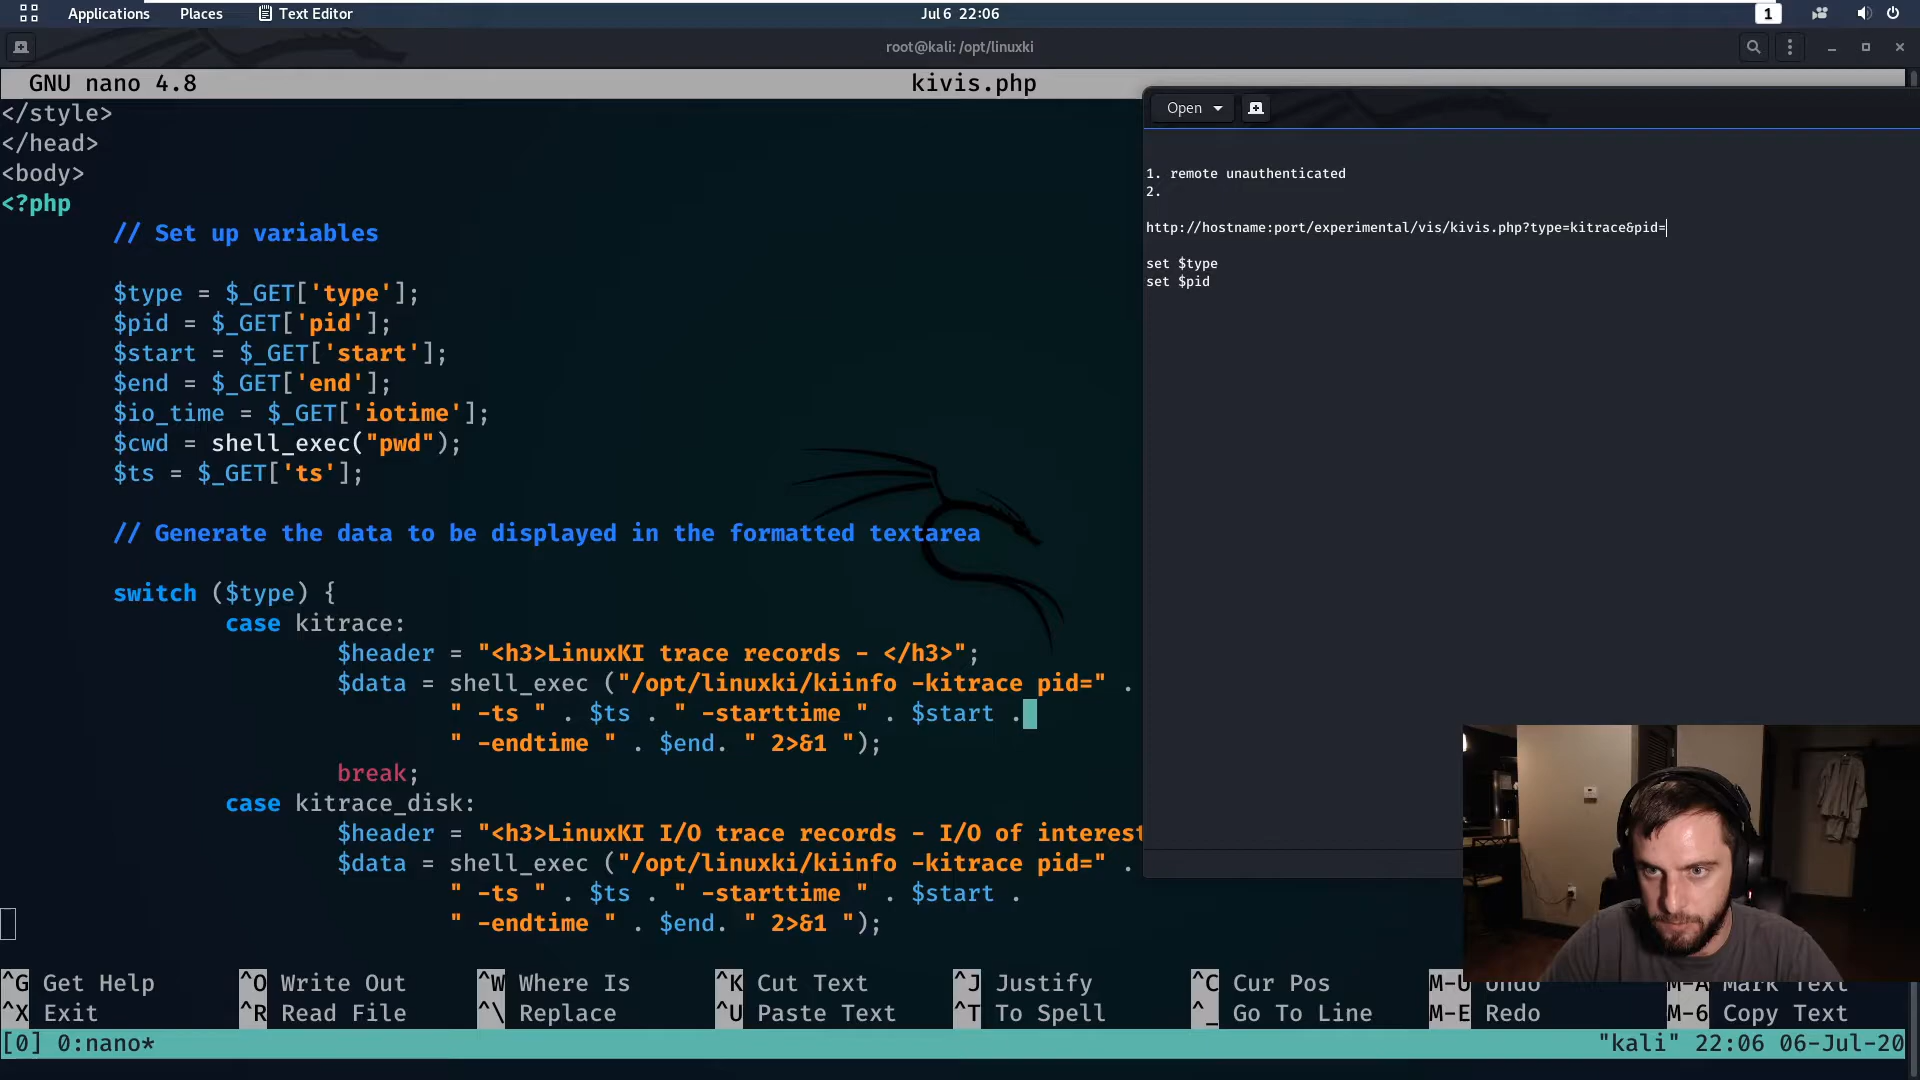 Applications Places Text Editor Jul 6 22:06 1
root@kali: /opt/linuxki
GNU nano 4.8 kivis.php
</style>
</head>
<body>
<?php
// Set up variables
$type = $_GET['type'];
$pid = $_GET['pid'];
$start = $_GET['start'];
$end = $_GET['end'];
$io_time = $_GET['iotime'];
$cwd = shell_exec("pwd");
$ts = $_GET['ts'];
// Generate the data to be displayed in the formatted textarea
switch ($type) {
case kitrace:
$header = "<h3>LinuxKI trace records - </h3>";
$data = shell_exec ("/opt/linuxki/kiinfo -kitrace pid=" .
" -ts " . $ts . " -starttime " . $start .
" -endtime " . $end. " 2>&1 ");
break;
case kitrace_disk:
$header = "<h3>LinuxKI I/O trace records - I/O of interest
$data = shell_exec ("/opt/linuxki/kiinfo -kitrace pid=" .
" -ts " . $ts . " -starttime " . $start .
" -endtime " . $end. " 2>&1 ");
Open
1. remote unauthenticated
2.
http://hostname:port/experimental/vis/kivis.php?type=kitrace&pid=
set $type
set $pid
^G Get Help ^O Write Out ^W Where Is ^K Cut Text ^J Justify ^C Cur Pos M-U Undo M-A Mark Text
^X Exit ^R Read File ^\ Replace ^U Paste Text ^T To Spell ^_ Go To Line M-E Redo M-6 Copy Text
[0] 0:nano* "kali" 22:06 06-Jul-20